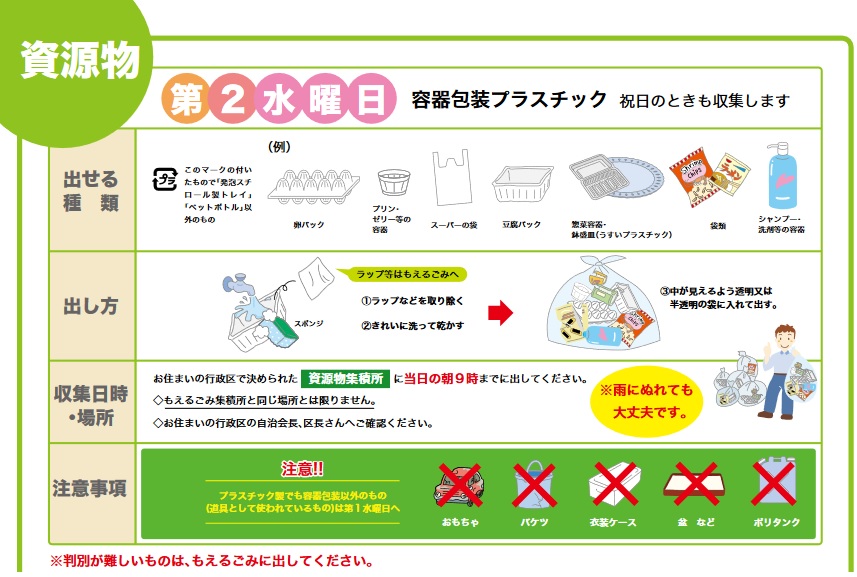 資源物
第2水曜日 容器包装プラスチック 祝日のときも収集します
出せる
種類
プラ
このマークの付い
たもので「発泡スチ
ロール製トレイ」
「ペットボトル」以
外のもの
（例）
卵パック
プリン・
ゼリー等の
容器
スーパーの袋
豆腐パック
惣菜容器・
鉢盛皿（うすいプラスチック）
Shrimp
Chips
袋類
シャンプー・
洗剤等の容器
出し方
スポンジ
ラップ等はもえるごみへ
①ラップなどを取り除く
②きれいに洗って乾かす
③中が見えるよう透明又は
半透明の袋に入れて出す。
収集日時
・場所
お住まいの行政区で決められた 資源物集積所 に当日の朝９時までに出してください。
◇もえるごみ集積所と同じ場所とは限りません。
◇お住まいの行政区の自治会長、区長さんへご確認ください。
※雨にぬれても
大丈夫です。
注意事項
注意!!
プラスチック製でも容器包装以外のもの
(道具として使われているもの)は第１水曜日へ
おもちゃ
バケツ
衣装ケース
盆 など
ポリタンク
※判別が難しいものは、もえるごみに出してください。